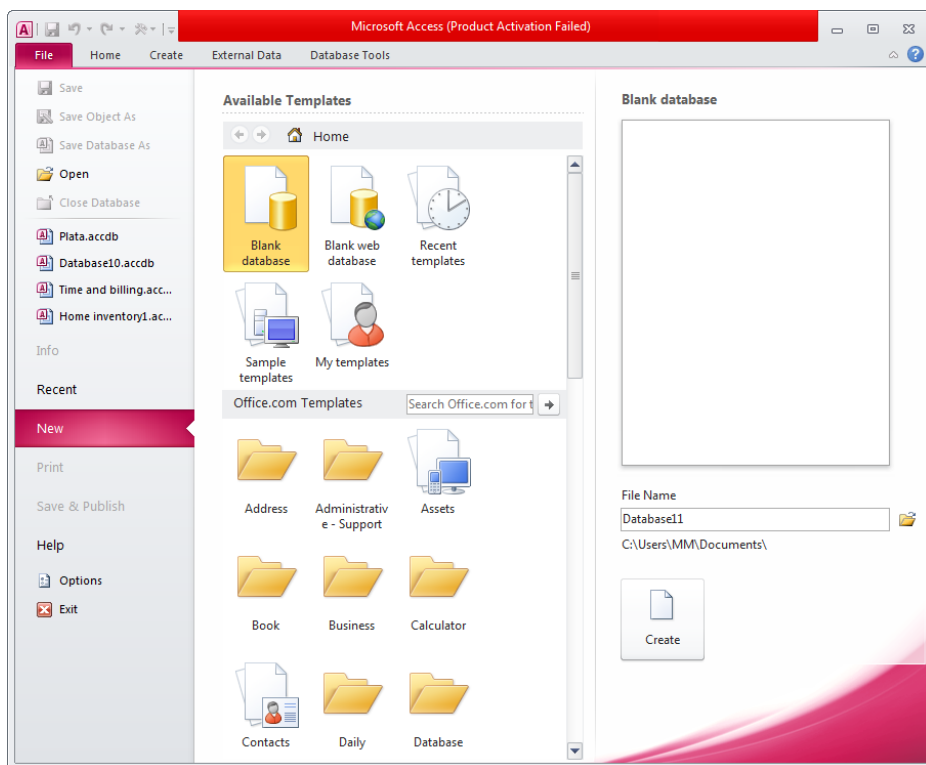 Microsoft Access (Product Activation Failed)
File Home Create External Data Database Tools
Save
Save Object As
Save Database As
Open
Close Database
Plata.accdb
Database10.accdb
Time and billing.acc...
Home inventory1.ac...
Info
Recent
New
Print
Save & Publish
Help
Options
Exit
Available Templates
Home
Blank
database
Blank web
database
Recent
templates
Sample
templates
My templates
Office.com Templates
Search Office.com for t
Address
Administrativ
e - Support
Assets
Book
Business
Calculator
Contacts
Daily
Database
Blank database
File Name
Database11
C:\Users\MM\Documents\
Create